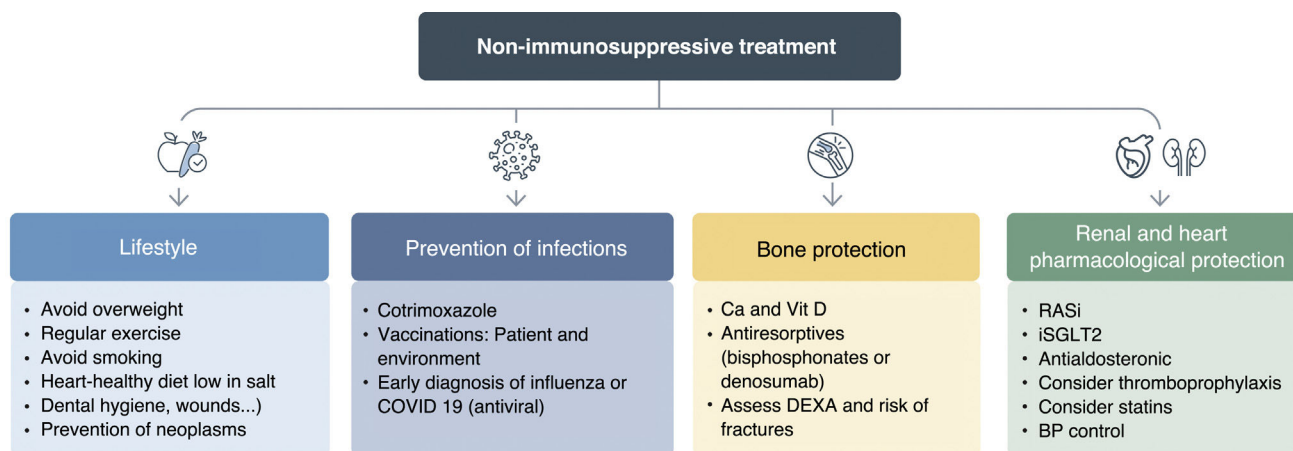 Non-immunosuppressive treatment
Lifestyle
• Avoid overweight
• Regular exercise
• Avoid smoking
• Heart-healthy diet low in salt
• Dental hygiene, wounds...)
• Prevention of neoplasms
Prevention of infections
• Cotrimoxazole
• Vaccinations: Patient and
environment
• Early diagnosis of influenza or
COVID 19 (antiviral)
Bone protection
• Ca and Vit D
• Antiresorptives
(bisphosphonates or
denosumab)
• Assess DEXA and risk of
fractures
Renal and heart
pharmacological protection
• RASi
• iSGLT2
• Antialdosteronic
• Consider thromboprophylaxis
• Consider statins
• BP control